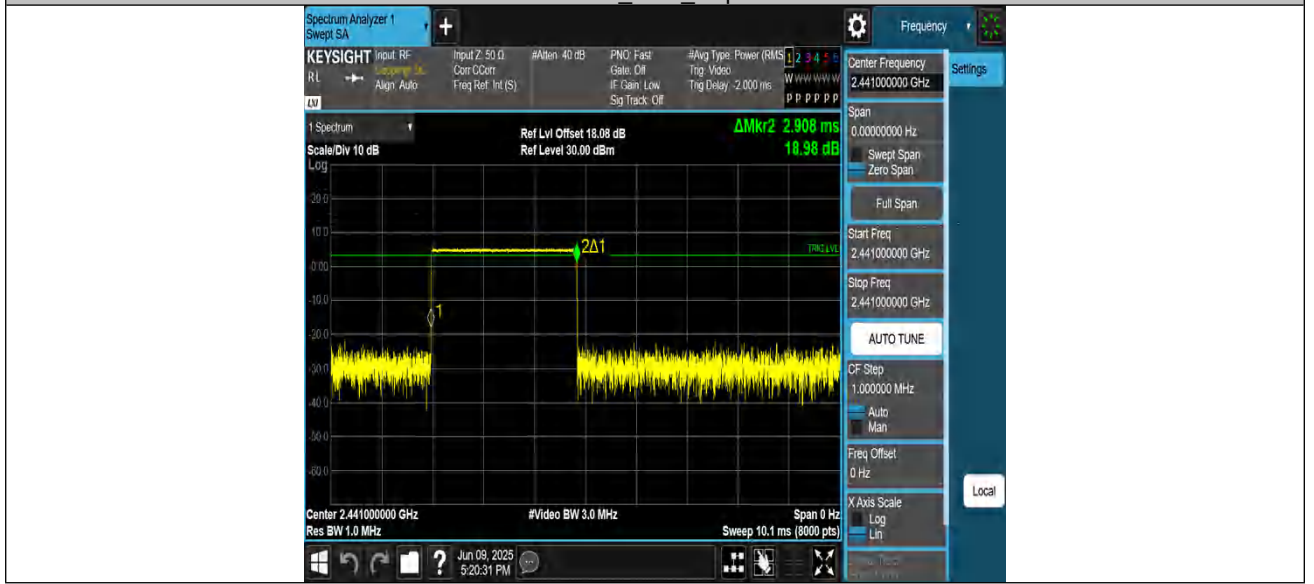 Spectrum Analyzer 1
Swept SA
+
Frequency
KEYSIGHT
RL
LXI
Input: RF
Coupling: DC
Align: Auto
Input Z: 50 Ω
Corr CCorr
Freq Ref: Int (S)
#Atten: 40 dB
PNO: Fast
Gate: Off
IF Gain: Low
Sig Track: Off
#Avg Type: Power (RMS
Trig: Video
Trig Delay: -2.000 ms
1 2 3 4 5 6
W W W W W W
P P P P P P
1 Spectrum
Scale/Div 10 dB
Log
Ref Lvl Offset 18.08 dB
Ref Level 30.00 dBm
ΔMkr2 2.908 ms
18.98 dB
20.0
10.0
0.00
-10.0
-20.0
-30.0
-40.0
-50.0
-60.0
2Δ1
1
TRIG LVL
Center 2.441000000 GHz
Res BW 1.0 MHz
#Video BW 3.0 MHz
Span 0 Hz
Sweep 10.1 ms (8000 pts)
Center Frequency
2.441000000 GHz
Span
0.00000000 Hz
Swept Span
Zero Span
Full Span
Start Freq
2.441000000 GHz
Stop Freq
2.441000000 GHz
AUTO TUNE
CF Step
1.000000 MHz
Auto
Man
Freq Offset
0 Hz
X Axis Scale
Log
Lin
Settings
Local
?
Jun 09, 2025
5:20:31 PM